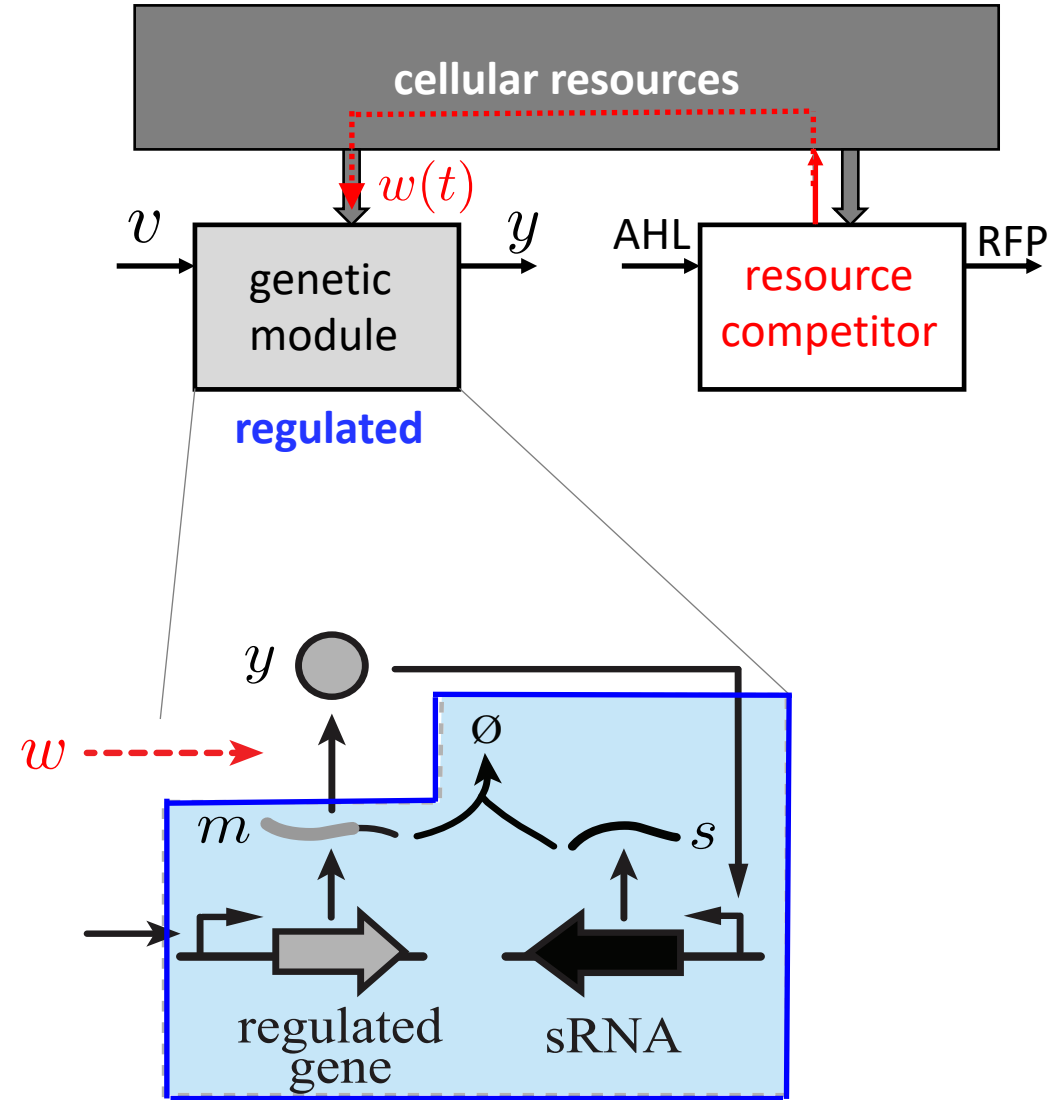 cellular resources
w(t)
v
y
AHL
RFP
genetic
module
resource
competitor
regulated
y
w
ø
m
s
regulated
gene
sRNA